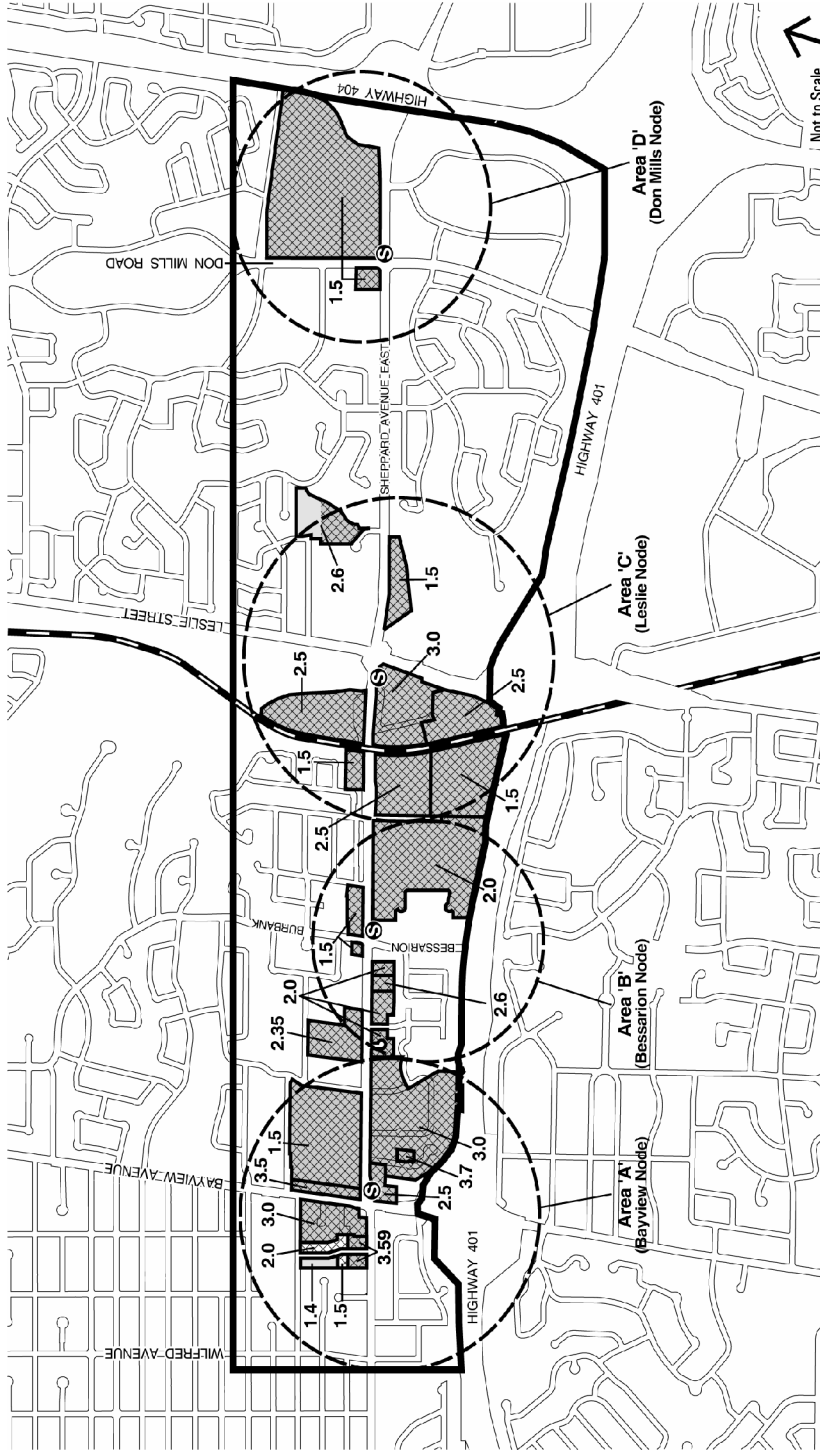 WILFRED AVENUE
BAYVIEW AVENUE
BURBANK
LESLIE STREET
DON MILLS ROAD
HIGHWAY 404
1.4
2.0
3.0
3.5
1.5
2.35
2.0
1.5
2.5
1.5
2.5
2.6
1.5
SHEPPARD AVENUE EAST
S
S
S
S
1.5
3.59
2.5
3.7
3.0
2.6
BESSARION
2.0
1.5
3.0
2.5
1.5
HIGHWAY 401
HIGHWAY 401
Area 'A'
(Bayview Node)
Area 'B'
(Bessarion Node)
Area 'C'
(Leslie Node)
Area 'D'
(Don Mills Node)
Not to Scale